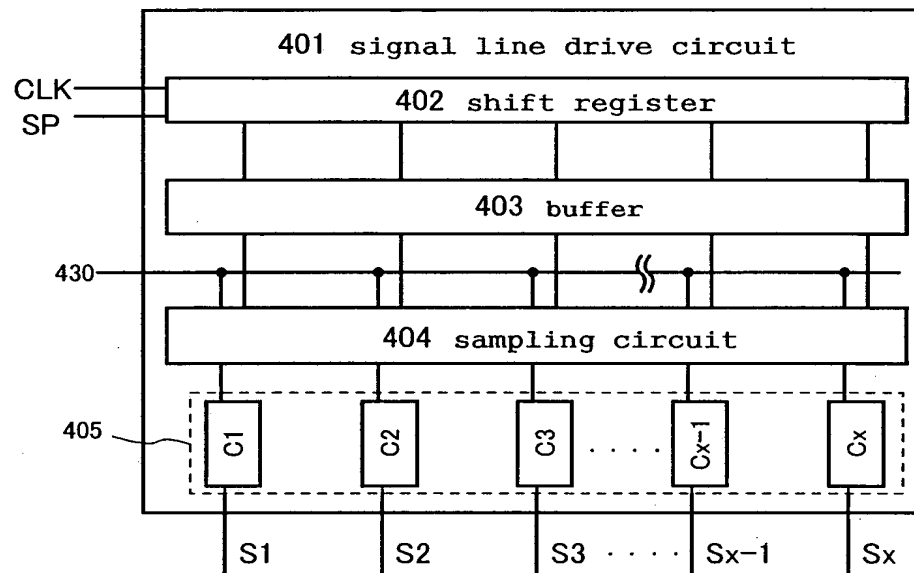 401 signal line drive circuit
CLK
402 shift register
SP
403 buffer
430
404 sampling circuit
405
C1 C2 C3 ····· Cx-1 Cx
S1 S2 S3 ····· Sx-1 Sx